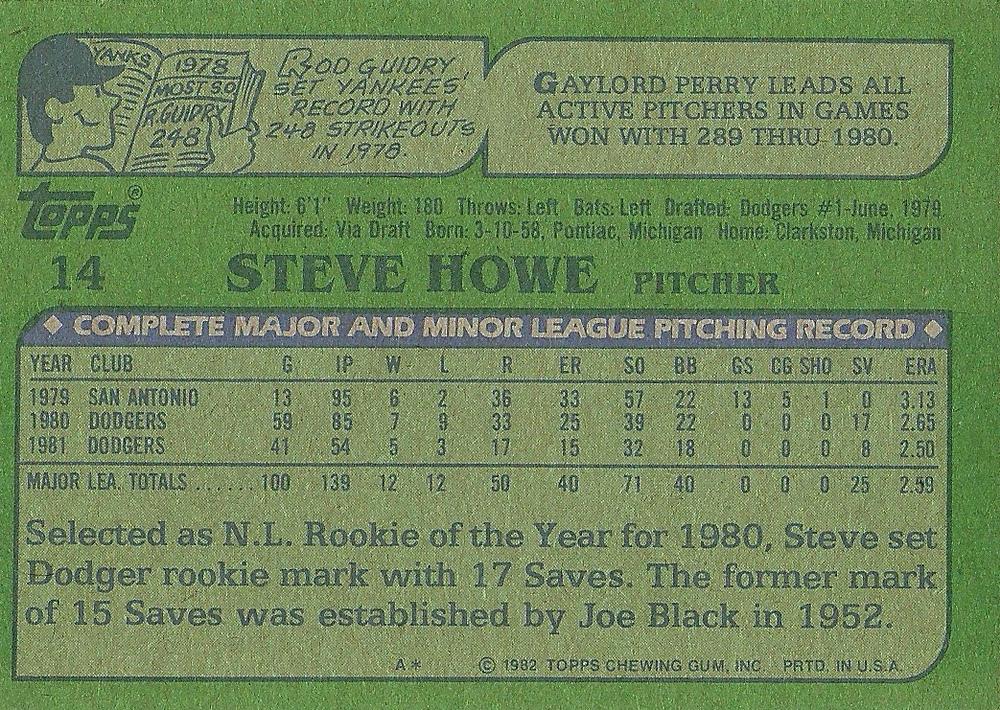 YANKS
1978
MOST S.O.
R. GUIDRY
248
ROD GUIDRY,
SET YANKEES'
RECORD WITH
248 STRIKEOUTS
IN 1978.
GAYLORD PERRY LEADS ALL
ACTIVE PITCHERS IN GAMES
WON WITH 289 THRU 1980.
Topps®
Height: 6'1" Weight: 180 Throws: Left Bats: Left Drafted: Dodgers #1-June, 1979
Acquired: Via Draft Born: 3-10-58, Pontiac, Michigan Home: Clarkston, Michigan
14 STEVE HOWE PITCHER
◆ COMPLETE MAJOR AND MINOR LEAGUE PITCHING RECORD ◆
YEAR CLUB G IP W L R ER SO BB GS CG SHO SV ERA
1979 SAN ANTONIO 13 95 6 2 36 33 57 22 13 5 1 0 3.13
1980 DODGERS 59 85 7 9 33 25 39 22 0 0 0 17 2.65
1981 DODGERS 41 54 5 3 17 15 32 18 0 0 0 8 2.50
MAJOR LEA. TOTALS ...... 100 139 12 12 50 40 71 40 0 0 0 25 2.59
Selected as N.L. Rookie of the Year for 1980, Steve set
Dodger rookie mark with 17 Saves. The former mark
of 15 Saves was established by Joe Black in 1952.
A* © 1982 TOPPS CHEWING GUM, INC. PRTD. IN U.S.A.